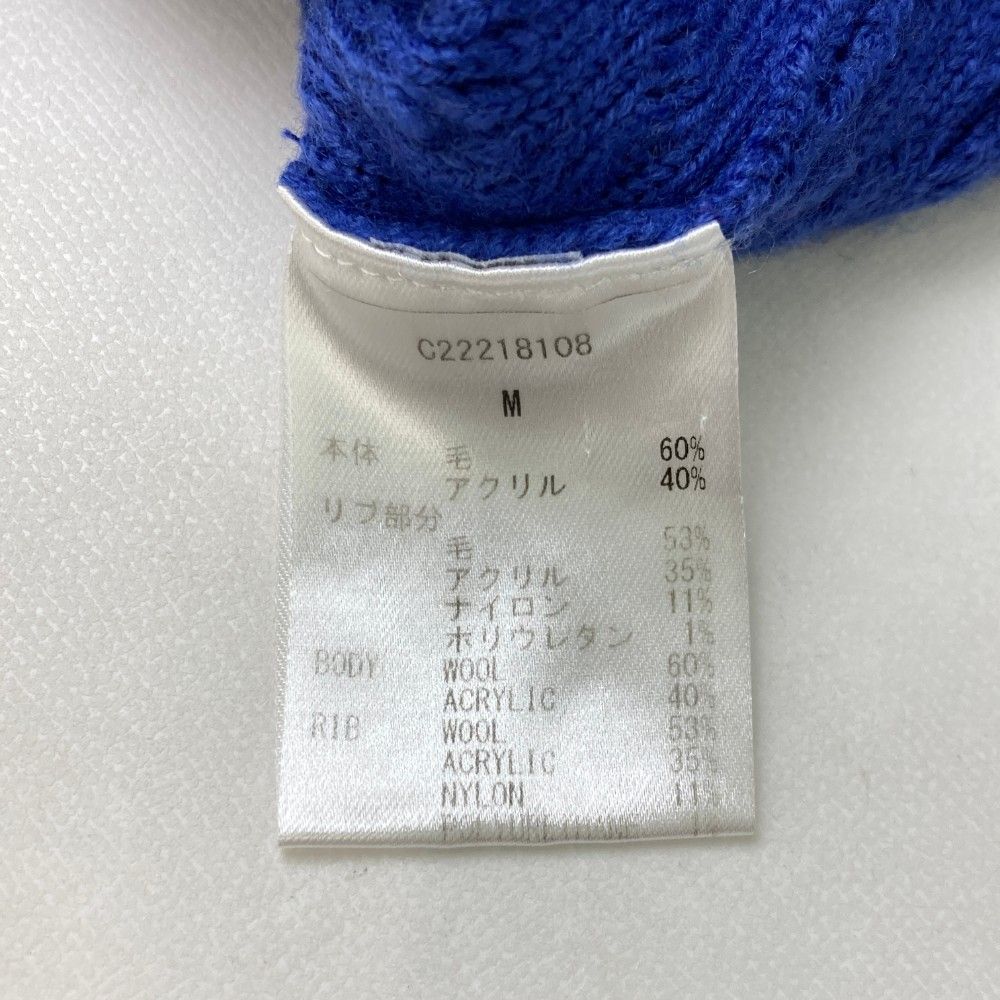 C22218108
M
本体 毛 60%
アクリル 40%
リブ部分
毛 53%
アクリル 35%
ナイロン 11%
ポリウレタン 1%
BODY WOOL 60%
ACRYLIC 40%
RIB WOOL 53%
ACRYLIC 35%
NYLON 11%